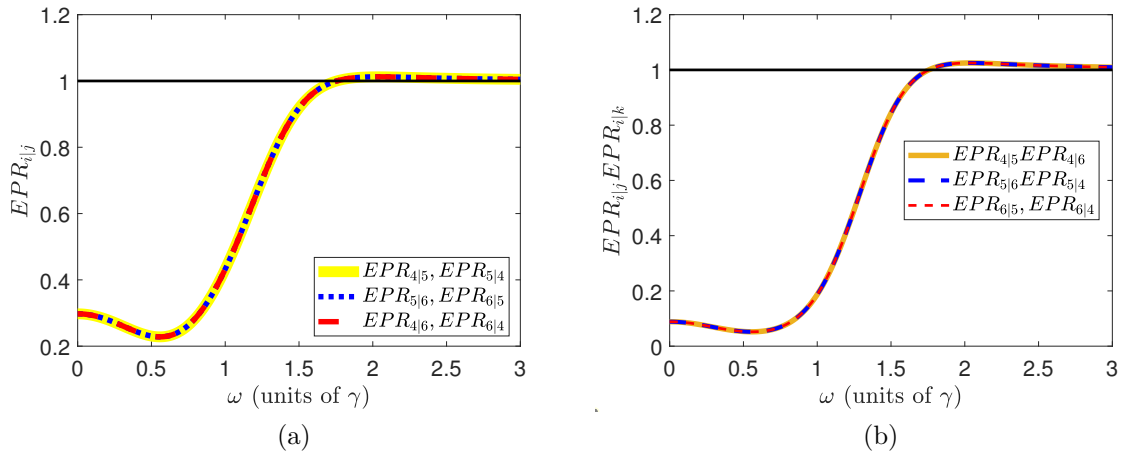 1.2
1
0.8
0.6
0.4
0.2
EPR_{i|j}
EPR_{4|5}, EPR_{5|4}
EPR_{5|6}, EPR_{6|5}
EPR_{4|6}, EPR_{6|4}
0 0.5 1 1.5 2 2.5 3
ω (units of γ)
(a)
1.2
1
0.8
0.6
0.4
0.2
0
EPR_{i|j}EPR_{i|k}
EPR_{4|5}EPR_{4|6}
EPR_{5|6}EPR_{5|4}
EPR_{6|5}, EPR_{6|4}
0 0.5 1 1.5 2 2.5 3
ω (units of γ)
(b)